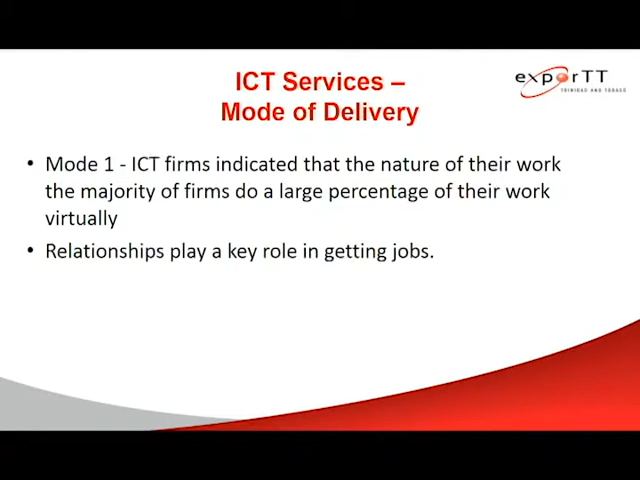 ICT Services –
Mode of Delivery
exporTT
TRINIDAD AND TOBAGO
• Mode 1 - ICT firms indicated that the nature of their work
the majority of firms do a large percentage of their work
virtually
• Relationships play a key role in getting jobs.